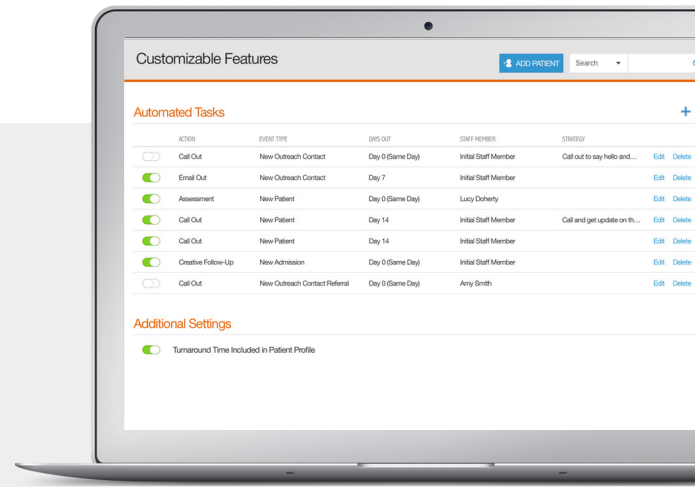 Customizable Features
ADD PATIENT Search
Automated Tasks
ACTION EVENT TYPE DAYS OUT STAFF MEMBER STRATEGY
Call Out New Outreach Contact Day 0 (Same Day) Initial Staff Member Call out to say hello and... Edit Delete
Email Out New Outreach Contact Day 7 Initial Staff Member Edit Delete
Assessment New Patient Day 0 (Same Day) Lucy Doherty Edit Delete
Call Out New Patient Day 14 Initial Staff Member Call and get update on th... Edit Delete
Call Out New Patient Day 14 Initial Staff Member Edit Delete
Creative Follow-Up New Admission Day 0 (Same Day) Initial Staff Member Edit Delete
Call Out New Outreach Contact Referral Day 0 (Same Day) Amy Smith Edit Delete
Additional Settings
Turnaround Time Included in Patient Profile